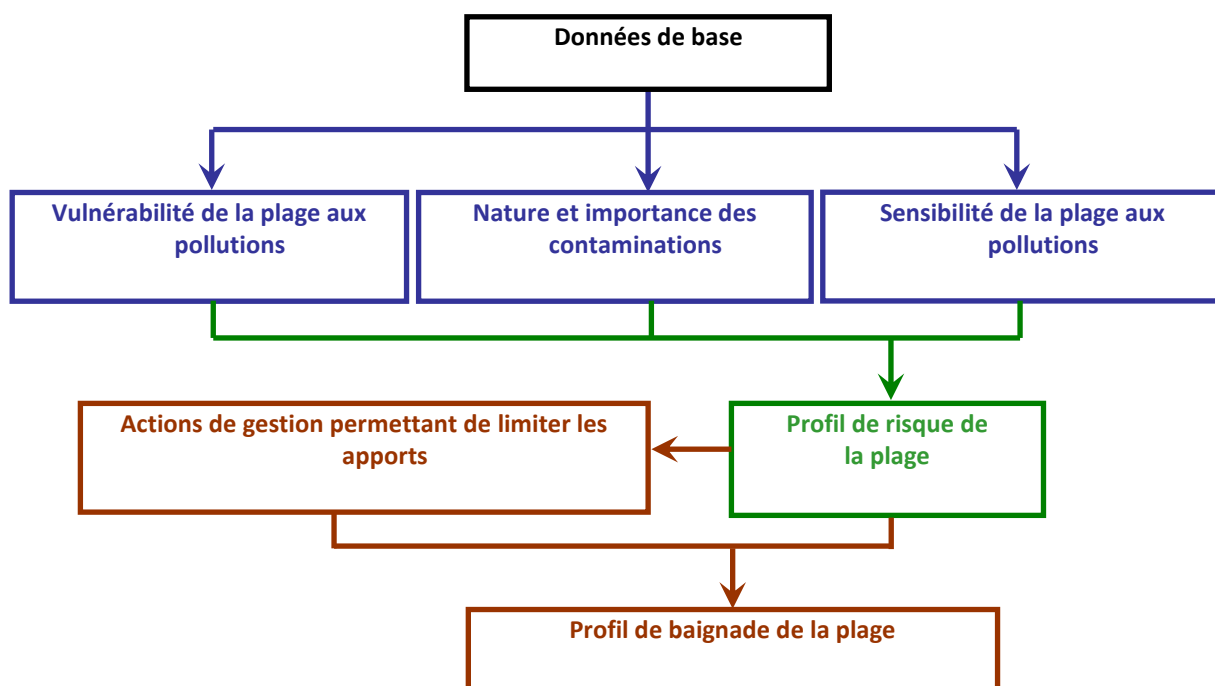 Données de base
Vulnérabilité de la plage aux
pollutions
Nature et importance des
contaminations
Sensibilité de la plage aux
pollutions
Actions de gestion permettant de limiter les
apports
Profil de risque de
la plage
Profil de baignade de la plage